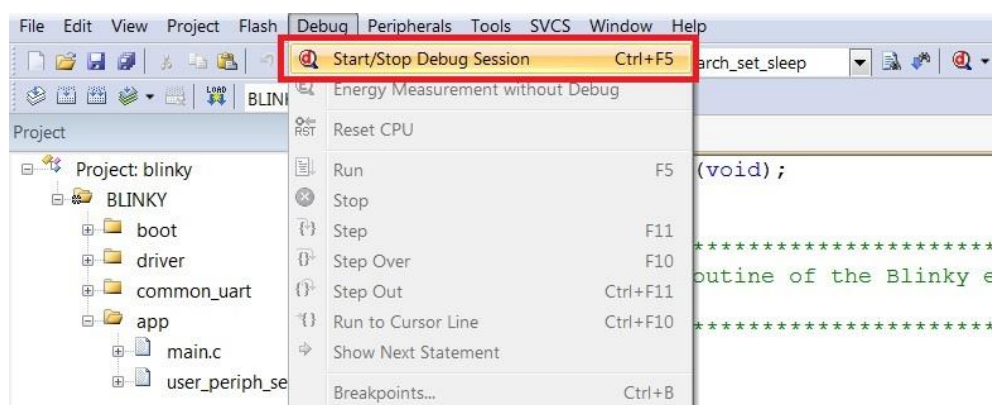 File Edit View Project Flash Debug Peripherals Tools SVCS Window Help
Start/Stop Debug Session Ctrl+F5
arch_set_sleep
LOAD
Energy Measurement without Debug
Project
RST Reset CPU
Project: blinky
Run F5
(void);
BLINKY
Stop
boot
Step F11
*********************
driver
Step Over F10
outine of the Blinky e
common_uart
Step Out Ctrl+F11
app
Run to Cursor Line Ctrl+F10
*********************
main.c
Show Next Statement
user_periph_se
Breakpoints... Ctrl+B